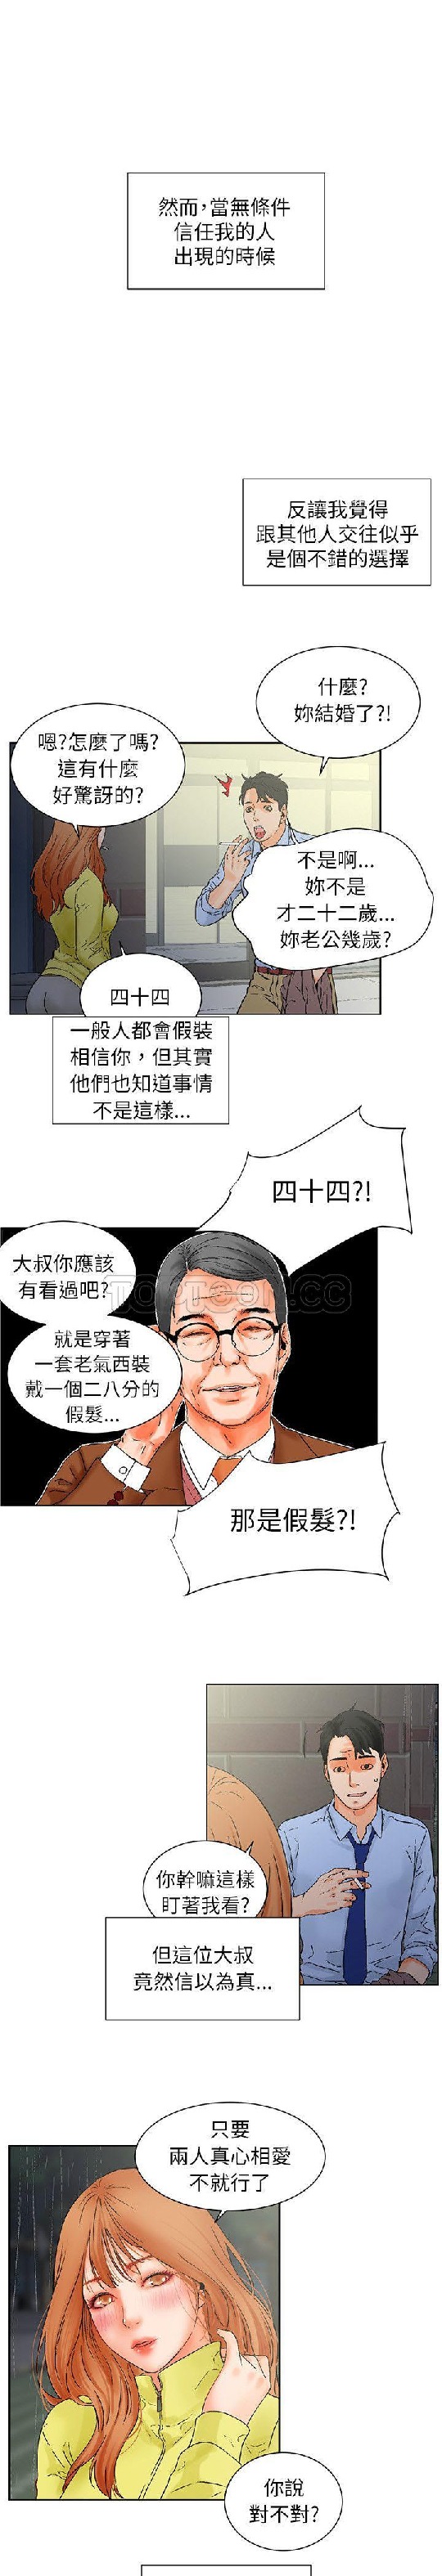 然而,當無條件
信任我的人
出現的時候
反讓我覺得
跟其他人交往似乎
是個不錯的選擇
什麼?
妳結婚了?!
嗯?怎麼了嗎?
這有什麼
好驚訝的?
不是啊...
妳不是
才二十二歲...
妳老公幾歲?
四十四
一般人都會假裝
相信你，但其實
他們也知道事情
不是這樣...
四十四?!
大叔你應該
有看過吧?
TOPTOON.CC
就是穿著
一套老氣西裝
戴一個二八分的
假髮...
那是假髮?!
你幹嘛這樣
盯著我看?
但這位大叔
竟然信以為真...
只要
兩人真心相愛
不就行了
你說
對不對?